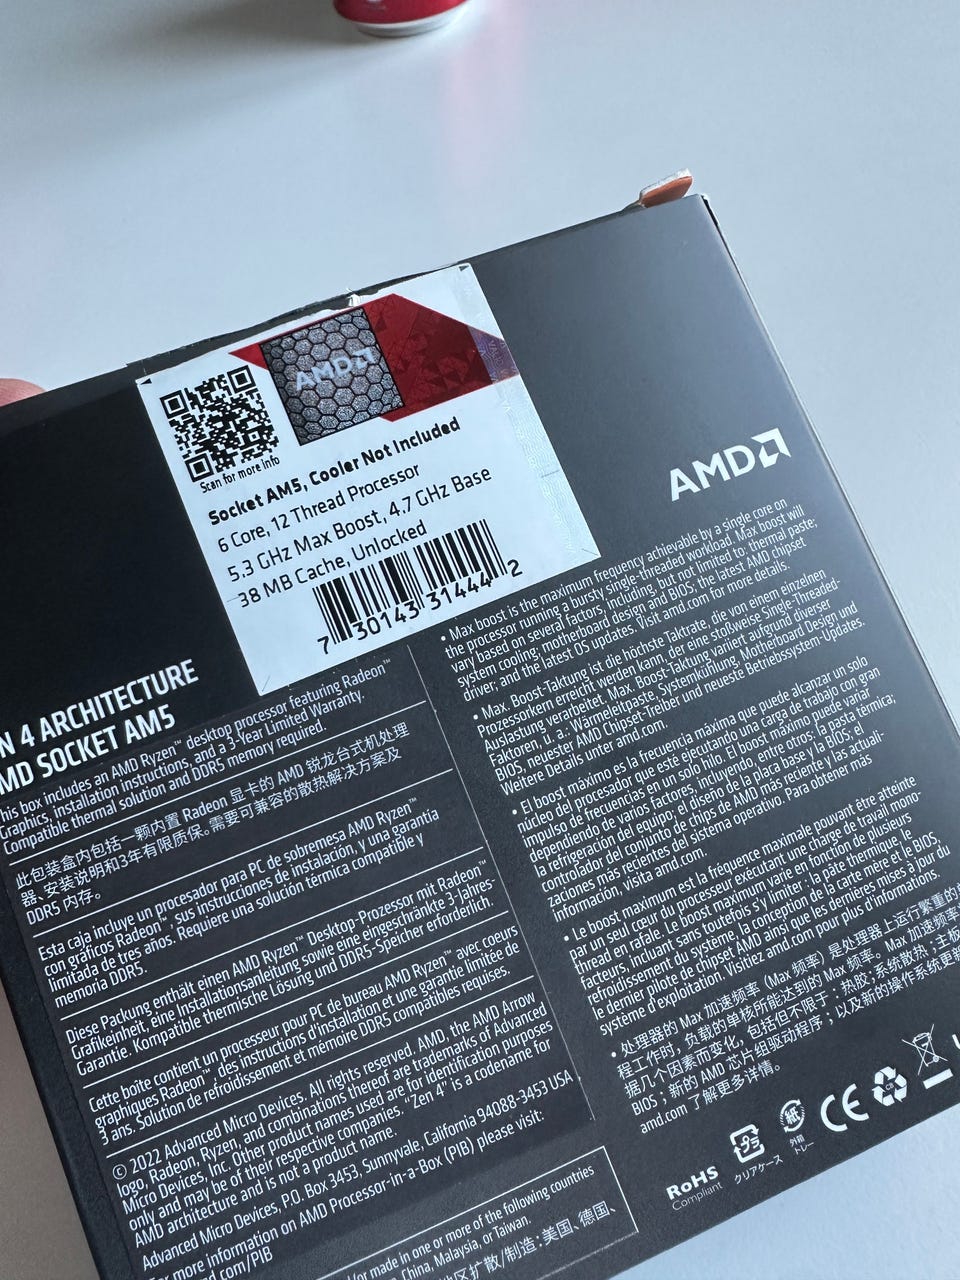 AMD
Scan for more info
Socket AM5, Cooler Not Included
6 Core, 12 Thread Processor
5.3 GHz Max Boost, 4.7 GHz Base
38 MB Cache, Unlocked
7 30143 31444 2
N 4 ARCHITECTURE
MD SOCKET AM5
his box includes an AMD Ryzen™ desktop processor featuring Radeon™
Graphics, installation instructions, and a 3-Year Limited Warranty.
Compatible thermal solution and DDR5 memory required.
此包装盒内包括一颗内置 Radeon 显卡的 AMD 锐龙台式机处理
器、安装说明和3年有限质保。需要可兼容的散热解决方案及
DDR5 内存。
Esta caja incluye un procesador para PC de sobremesa AMD Ryzen™
con gráficos Radeon™, sus instrucciones de instalación, y una garantía
limitada de tres años. Requiere una solución térmica compatible y
memoria DDR5.
Diese Packung enthält einen AMD Ryzen™ Desktop-Prozessor mit Radeon™
Grafikeinheit, eine Installationsanleitung sowie eine eingeschränkte 3-Jahres-
Garantie. Kompatible thermische Lösung und DDR5-Speicher erforderlich.
Cette boîte contient un processeur pour PC de bureau AMD Ryzen™ avec coeurs
graphiques Radeon™, des instructions d'installation et une garantie limitée de
3 ans. Solution de refroidissement et mémoire DDR5 compatibles requises.
© 2022 Advanced Micro Devices. All rights reserved. AMD, the AMD Arrow
logo, Radeon, Ryzen, and combinations thereof are trademarks of Advanced
Micro Devices, Inc. Other product names used are for identification purposes
only and may be of their respective companies. "Zen 4" is a codename for
AMD architecture and is not a product name.
Advanced Micro Devices, P.O. Box 3453, Sunnyvale, California 94088-3453 USA
For more information on AMD Processor-in-a-Box (PIB) please visit:
d.com/PIB
/or made in one or more of the following countries
China, Malaysia, or Taiwan.
地区扩散/制造：美国、德国、
AMD
• Max boost is the maximum frequency achievable by a single core on
the processor running a bursty single-threaded workload. Max boost will
vary based on several factors, including, but not limited to: thermal paste;
system cooling; motherboard design and BIOS; the latest AMD chipset
driver; and the latest OS updates. Visit amd.com for more details.
• Max. Boost-Taktung ist die höchste Taktrate, die von einem einzelnen
Prozessorkern erreicht werden kann, der eine stoßweise Single-Threaded-
Auslastung verarbeitet. Max. Boost-Taktung variiert aufgrund diverser
Faktoren, u. a.: Wärmeleitpaste, Systemkühlung, Motherboard Design und
BIOS, neuester AMD Chipset-Treiber und neueste Betriebssystem-Updates.
Weitere Details unter amd.com.
• El boost máximo es la frecuencia máxima que puede alcanzar un solo
núcleo del procesador que esté ejecutando una carga de trabajo con gran
impulso de frecuencias en un solo hilo. El boost máximo puede variar
dependiendo de varios factores, incluyendo, entre otros, la pasta térmica;
la refrigeración del equipo; el diseño de la placa base y la BIOS, el
controlador del conjunto de chips de AMD más reciente y las actuali-
zaciones más recientes del sistema operativo. Para obtener más
información, visita amd.com.
• Le boost maximum est la fréquence maximale pouvant être atteinte
par un seul cœur du processeur exécutant une charge de travail mono-
thread en rafale. Le boost maximum varie en fonction de plusieurs
facteurs, incluant sans toutefois s'y limiter : la pâte thermique, le
refroidissement du système, la conception de la carte mère et le BIOS,
le dernier pilote de chipset AMD ainsi que les dernières mises à jour du
système d'exploitation. Visitez amd.com pour plus d'informations.
• 处理器的 Max 加速频率（Max 频率）是处理器上运行繁重的
程工作时，负载的单核所能达到的 Max 频率。Max 加速频率
据几个因素而变化，包括但不限于：热胶；系统散热；主板
BIOS；新的 AMD 芯片组驱动程序；以及新的操作系统更新
amd.com 了解更多详情。
RoHS
Compliant
クリアケース
紙
外箱
トレー
CE